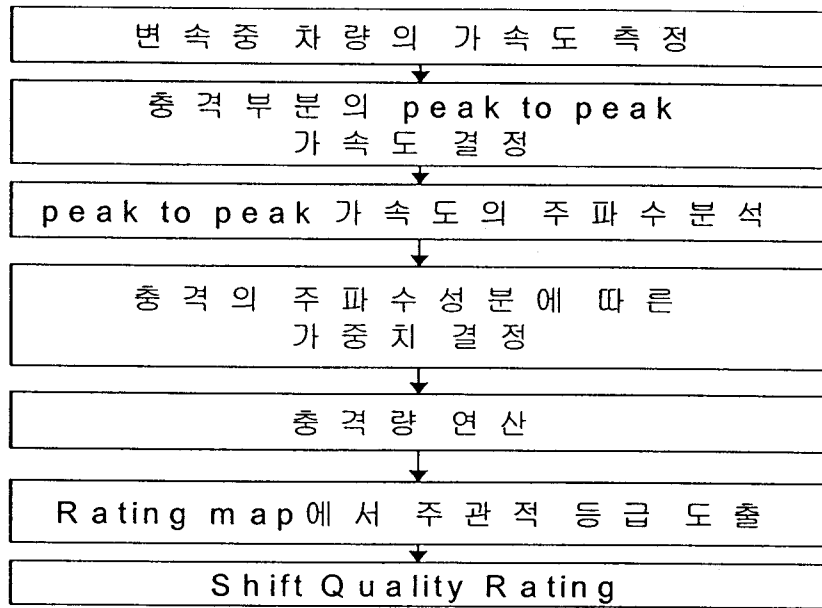 변속중 차량의 가속도 측정
충격부분의 peak to peak
가속도 결정
peak to peak 가속도의 주파수분석
충격의 주파수성분에 따른
가중치 결정
충격량 연산
Rating map에서 주관적 등급 도출
Shift Quality Rating